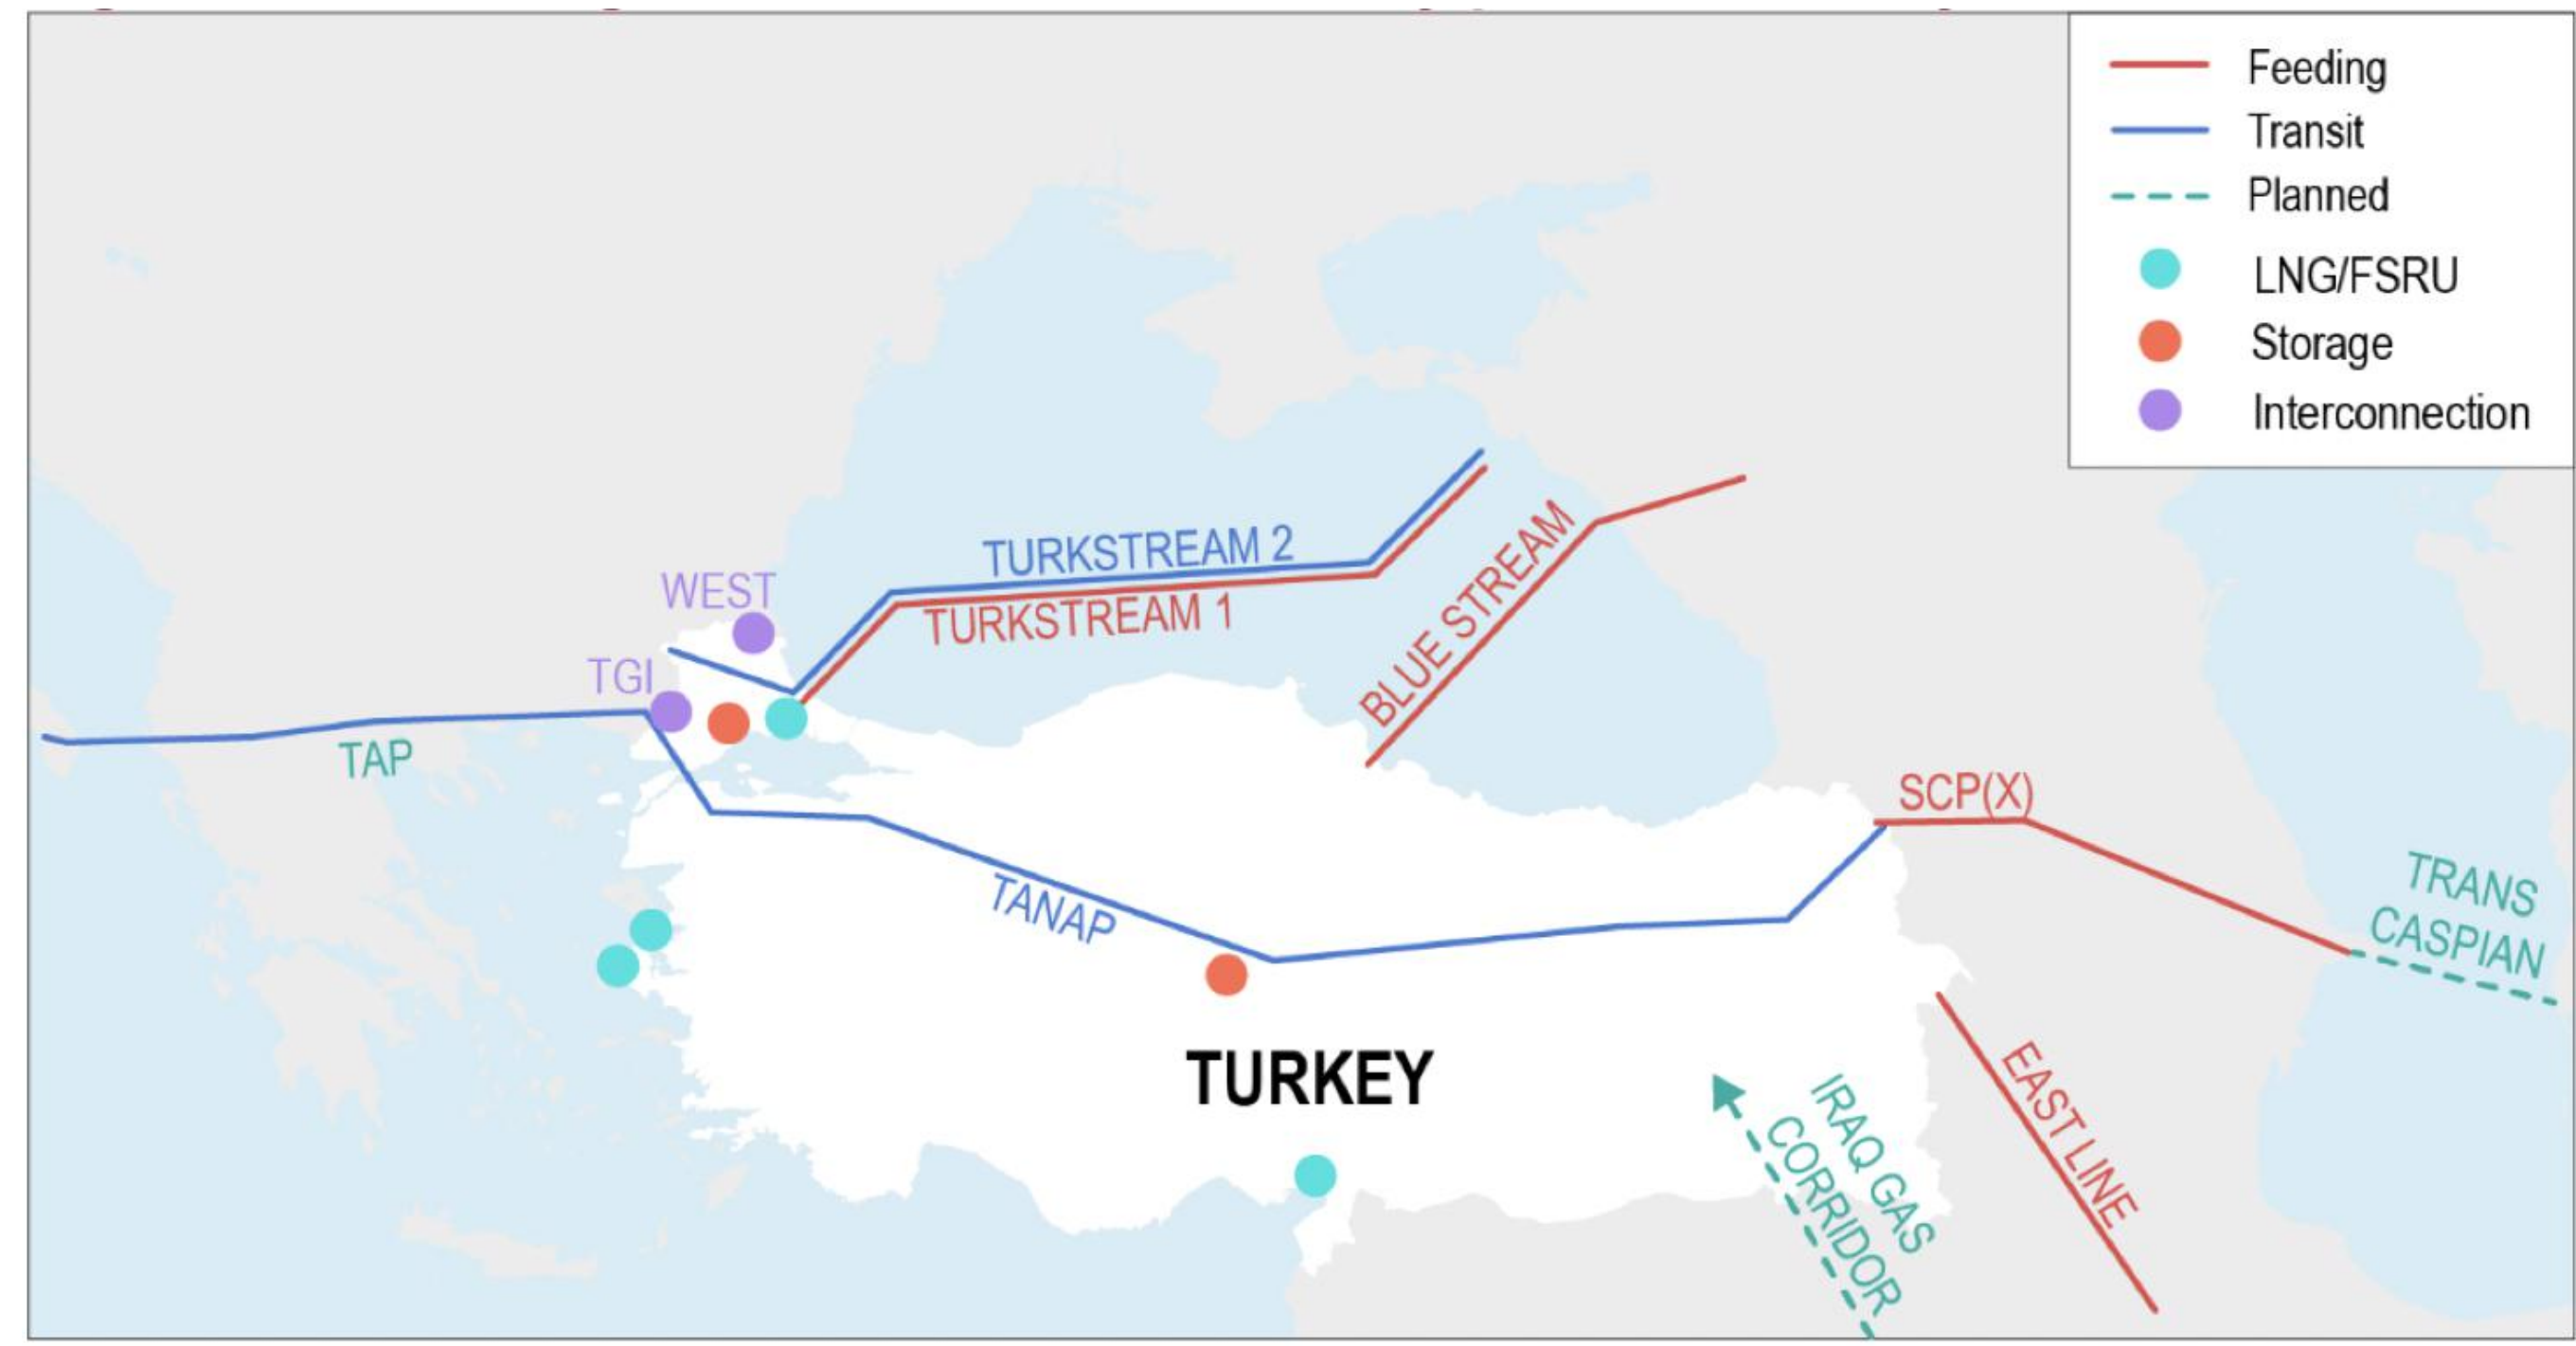 Feeding
Transit
Planned
LNG/FSRU
Storage
Interconnection
TURKSTREAM 2
TURKSTREAM 1
BLUE STREAM
WEST
TGI
TAP
TANAP
SCP(X)
TRANS
CASPIAN
TURKEY
EAST LINE
IRAQ GAS
CORRIDOR